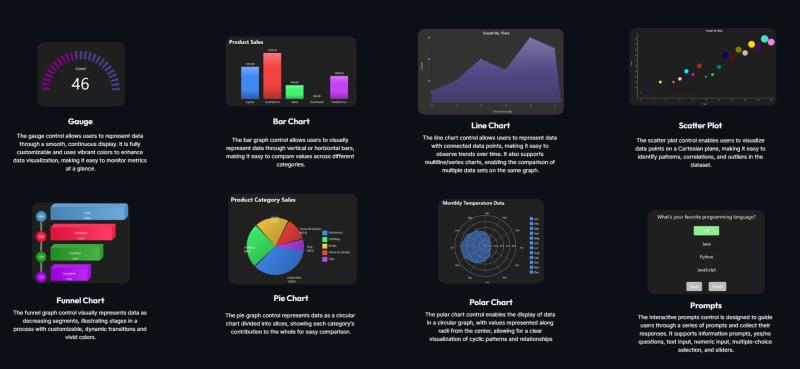 Count
46
Gauge
The gauge control allows users to represent data
through a smooth, continuous display. It is fully
customizable and uses vibrant colors to enhance
data visualization, making it easy to monitor metrics
at a glance.
Product Sales
Bar Chart
The bar graph control allows users to visually
represent data through vertical or horizontal bars,
making it easy to compare values across different
categories.
Count Vs. Time
Line Chart
The line chart control allows users to represent data
with connected data points, making it easy to
observe trends over time. It also supports
multiline/series charts, enabling the comparison of
multiple data sets on the same graph.
Scatter Plot
The scatter plot control enables users to visualize
data points on a Cartesian plane, making it easy to
identify patterns, correlations, and outliers in the
dataset.
Funnel Chart
The funnel graph control visually represents data as
decreasing segments, illustrating stages in a
process with customizable, dynamic transitions and
vivid colors.
Product Category Sales
Electronics
Clothing
Home & Garden
Toys
Pie Chart
The pie graph control represents data as a circular
chart divided into slices, showing each category's
contribution to the whole for easy comparison.
Monthly Temperature Data
Polar Chart
The polar chart control enables the display of data
in a circular graph, with values represented along
radii from the center, allowing for a clear
visualization of cyclic patterns and relationships
What's your favorite programming language?
C#
Java
Python
JavaScript
Prompts
The interactive prompts control is designed to guide
users through a series of prompts and collect their
responses. It supports information prompts, yes/no
questions, text input, numeric input, multiple-choice
selection, and sliders.